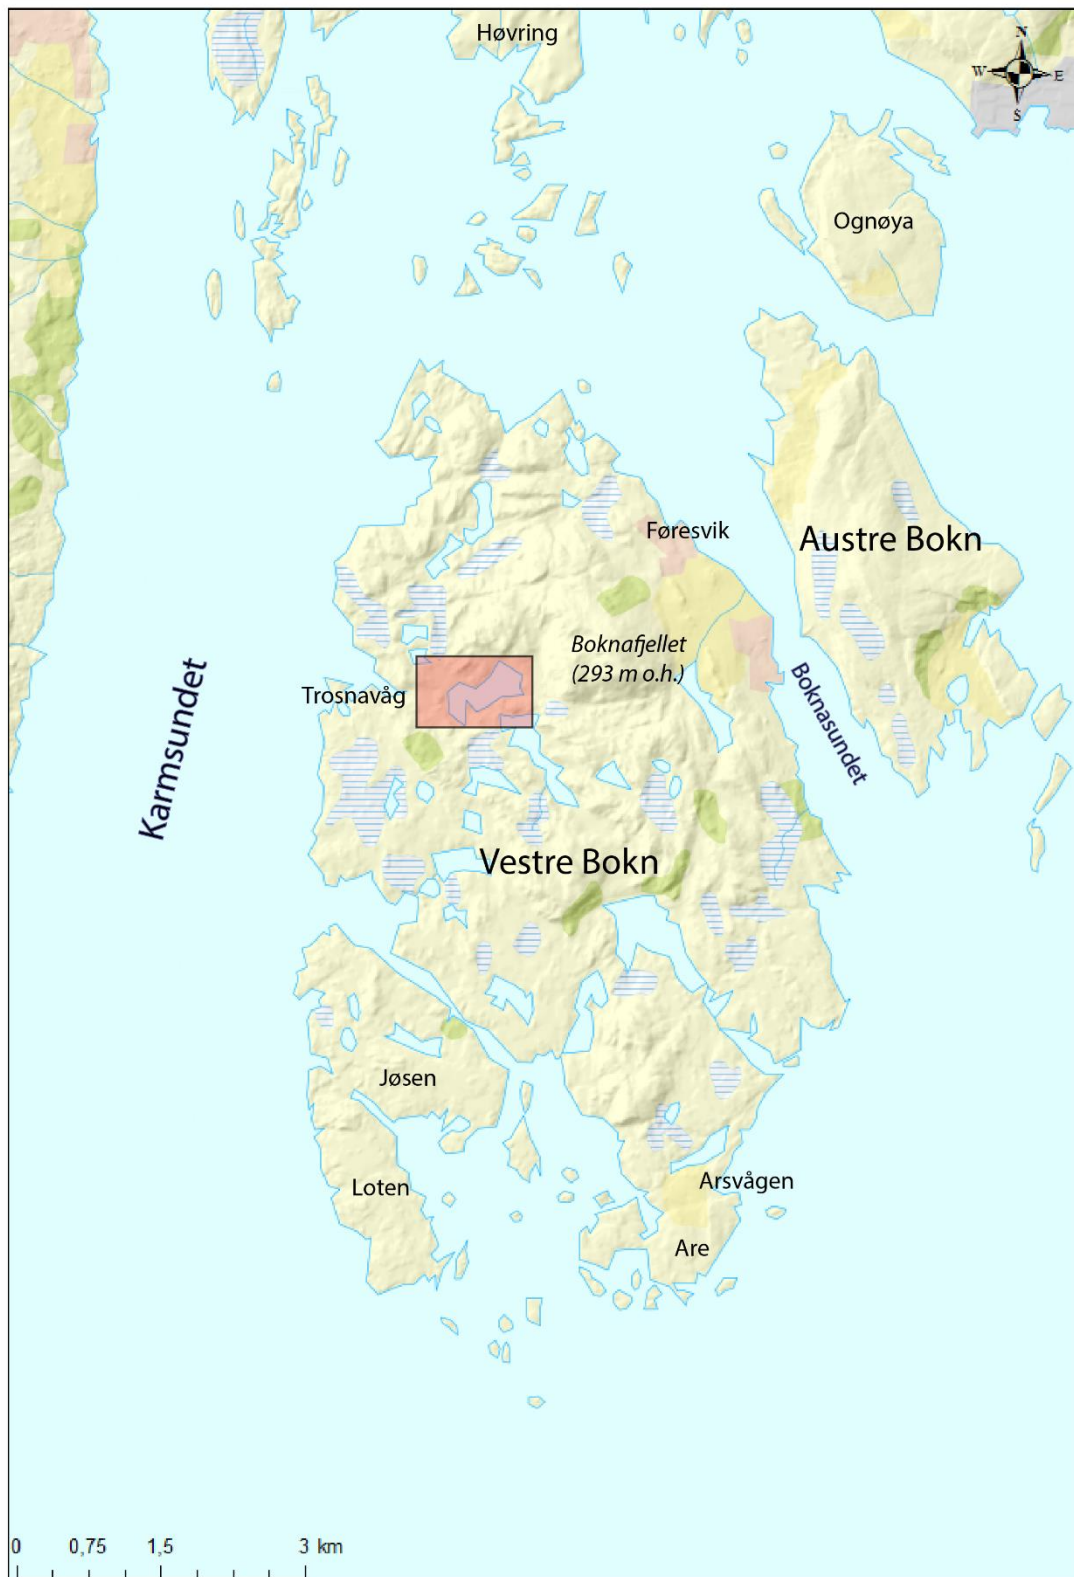 Høvring
N
W
E
S
Ognøya
Føresvik
Austre Bokn
Boknafjellet
(293 m o.h.)
Trosnavåg
Boknasundet
Karmsundet
Vestre Bokn
Jøsen
Loten
Arsvågen
Are
0 0,75 1,5 3 km